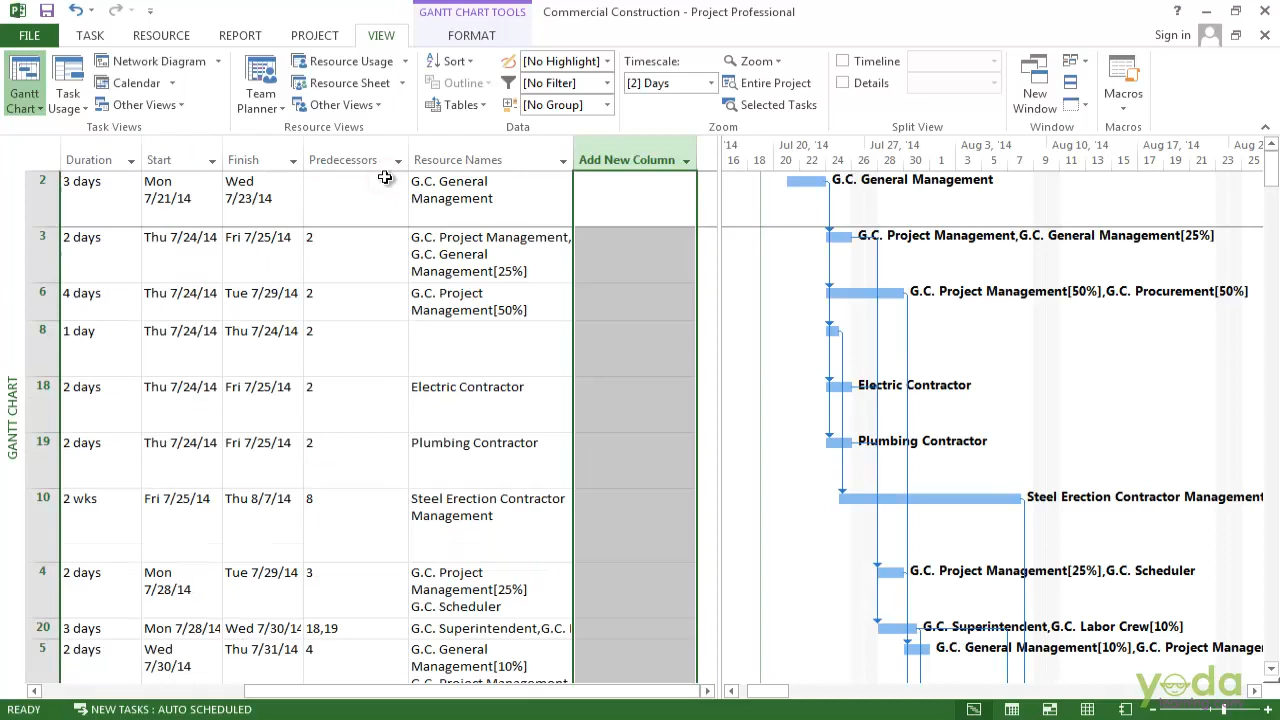 GANTT CHART TOOLS
Commercial Construction - Project Professional
?
FILE
TASK
RESOURCE
REPORT
PROJECT
VIEW
FORMAT
Sign in
Gantt
Chart
Task
Usage
Network Diagram
Calendar
Other Views
Task Views
Team
Planner
Resource Usage
Resource Sheet
Other Views
Resource Views
Sort
Outline
Tables
[No Highlight]
[No Filter]
[No Group]
Data
Timescale:
[2] Days
Zoom
Entire Project
Selected Tasks
Zoom
Timeline
Details
Split View
New
Window
Window
Macros
Macros
Duration Start Finish Predecessors Resource Names Add New Column
'14 Jul 20, '14 Jul 27, '14 Aug 3, '14 Aug 10, '14 Aug 17, '14 Aug 2
16 18 20 22 24 26 28 30 1 3 5 7 9 11 13 15 17 19 21 23 25
2 3 days Mon Wed G.C. General
7/21/14 7/23/14 Management
G.C. General Management
3 2 days Thu 7/24/14 Fri 7/25/14 2 G.C. Project Management,
G.C. General
Management[25%]
G.C. Project Management,G.C. General Management[25%]
6 4 days Thu 7/24/14 Tue 7/29/14 2 G.C. Project
Management[50%]
G.C. Project Management[50%],G.C. Procurement[50%]
8 1 day Thu 7/24/14 Thu 7/24/14 2
18 2 days Thu 7/24/14 Fri 7/25/14 2 Electric Contractor
Electric Contractor
19 2 days Thu 7/24/14 Fri 7/25/14 2 Plumbing Contractor
Plumbing Contractor
10 2 wks Fri 7/25/14 Thu 8/7/14 8 Steel Erection Contractor
Management
Steel Erection Contractor Management
4 2 days Mon Tue 7/29/14 3 G.C. Project
7/28/14 Management[25%]
G.C. Scheduler
G.C. Project Management[25%],G.C. Scheduler
20 3 days Mon 7/28/14 Wed 7/30/14 18,19 G.C. Superintendent,G.C.
G.C. Superintendent,G.C. Labor Crew[10%]
5 2 days Wed Thu 7/31/14 4 G.C. General
7/30/14 Management[10%]
G.C. General Management[10%],G.C. Project Manage
GANTT CHART
yoda
READY
NEW TASKS : AUTO SCHEDULED